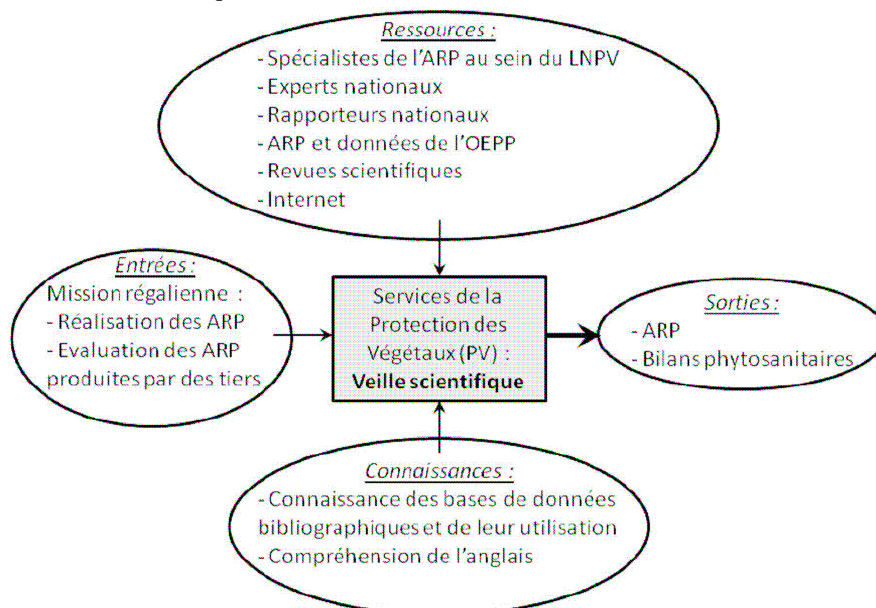 Ressources :
- Spécialistes de l'ARP au sein du LNPV
- Experts nationaux
- Rapporteurs nationaux
- ARP et données de l'OEPP
- Revues scientifiques
- Internet
Entrées :
Mission régalienne :
- Réalisation des ARP
- Evaluation des ARP
produites par des tiers
Services de la
Protection des
Végétaux (PV) :
Veille scientifique
Sorties :
- ARP
- Bilans phytosanitaires
Connaissances :
- Connaissance des bases de données
bibliographiques et de leur utilisation
- Compréhension de l'anglais